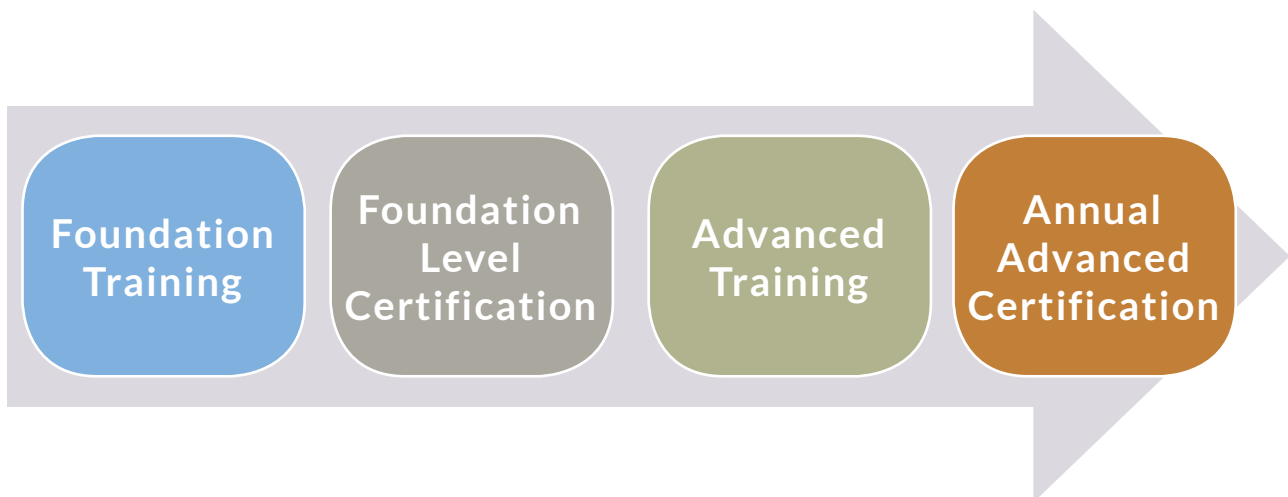 Foundation
Training
Foundation
Level
Certification
Advanced
Training
Annual
Advanced
Certification